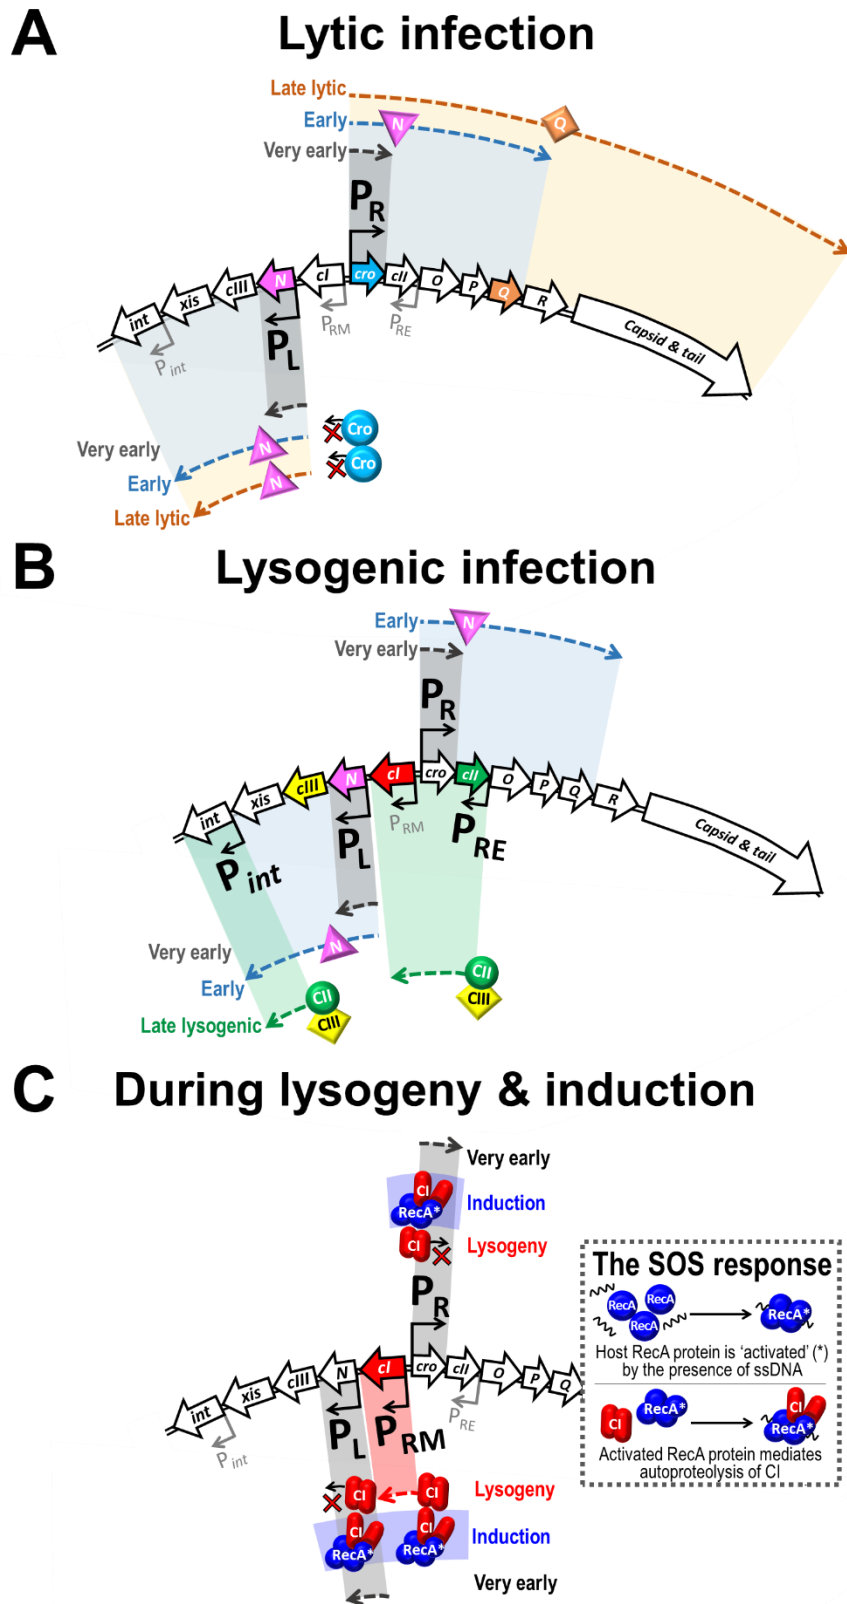 A
Lytic infection
Late lytic
Early
N
Q
Very early
PR
int
xis
cIII
N
cI
cro
cII
O
P
Q
R
Capsid & tail
Pint
PL
PRM
PRE
Cro
Cro
Very early
N
Early
N
Late lytic
B
Lysogenic infection
Early
N
Very early
PR
int
xis
cIII
N
cI
cro
cII
O
P
Q
R
Capsid & tail
Pint
PL
PRM
PRE
Very early
N
Early
CII
CIII
CII
CIII
Late lysogenic
C
During lysogeny & induction
Very early
CI
RecA*
Induction
CI
Lysogeny
PR
int
xis
cIII
N
cI
cro
cII
O
P
Q
Pint
PL
PRM
PRE
CI
CI
Lysogeny
CI
RecA*
CI
RecA*
Induction
Very early
The SOS response
RecA
RecA
RecA
RecA*
Host RecA protein is 'activated' (*)
by the presence of ssDNA
CI
RecA*
CI
RecA*
Activated RecA protein mediates
autoproteolysis of CI